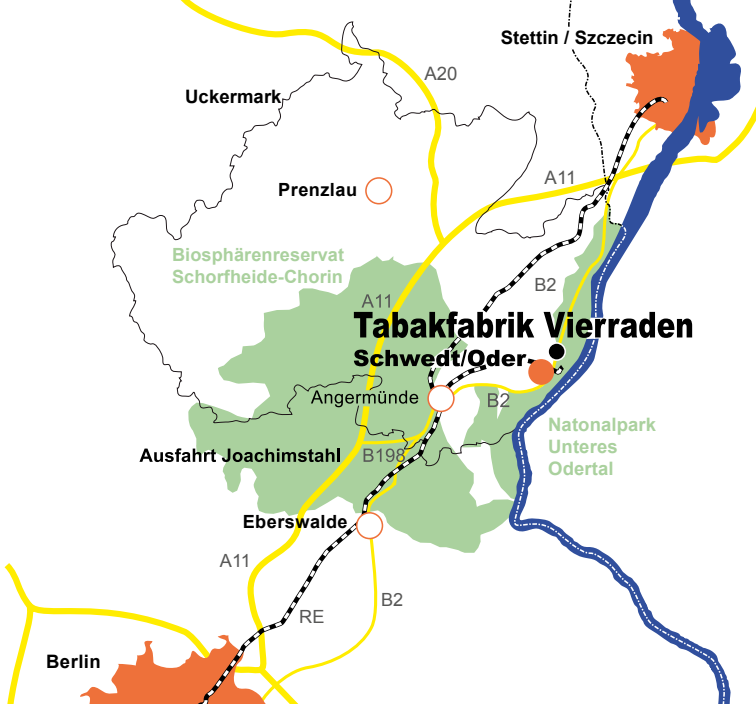 Stettin / Szczecin
A20
Uckermark
A11
Prenzlau
Biosphärenreservat
Schorfheide-Chorin
B2
A11
Tabakfabrik Vierraden
Schwedt/Oder
Angermünde
B2
Natonalpark
Unteres
Odertal
Ausfahrt Joachimstahl
B198
Eberswalde
A11
B2
RE
Berlin